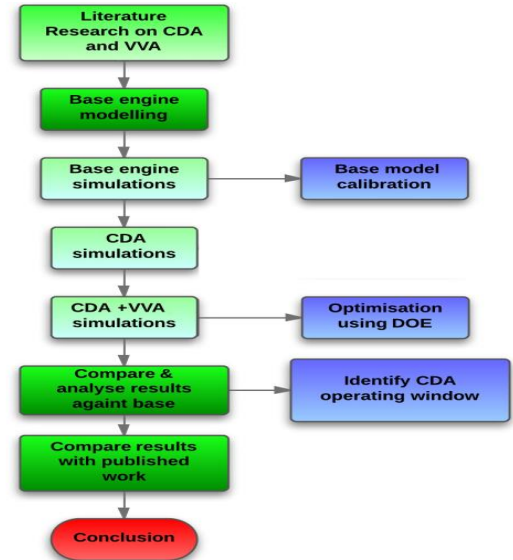 Literature
Research on CDA
and VVA
Base engine
modelling
Base engine
simulations
Base model
calibration
CDA
simulations
CDA +VVA
simulations
Optimisation
using DOE
Compare &
analyse results
againt base
Identify CDA
operating window
Compare results
with published
work
Conclusion